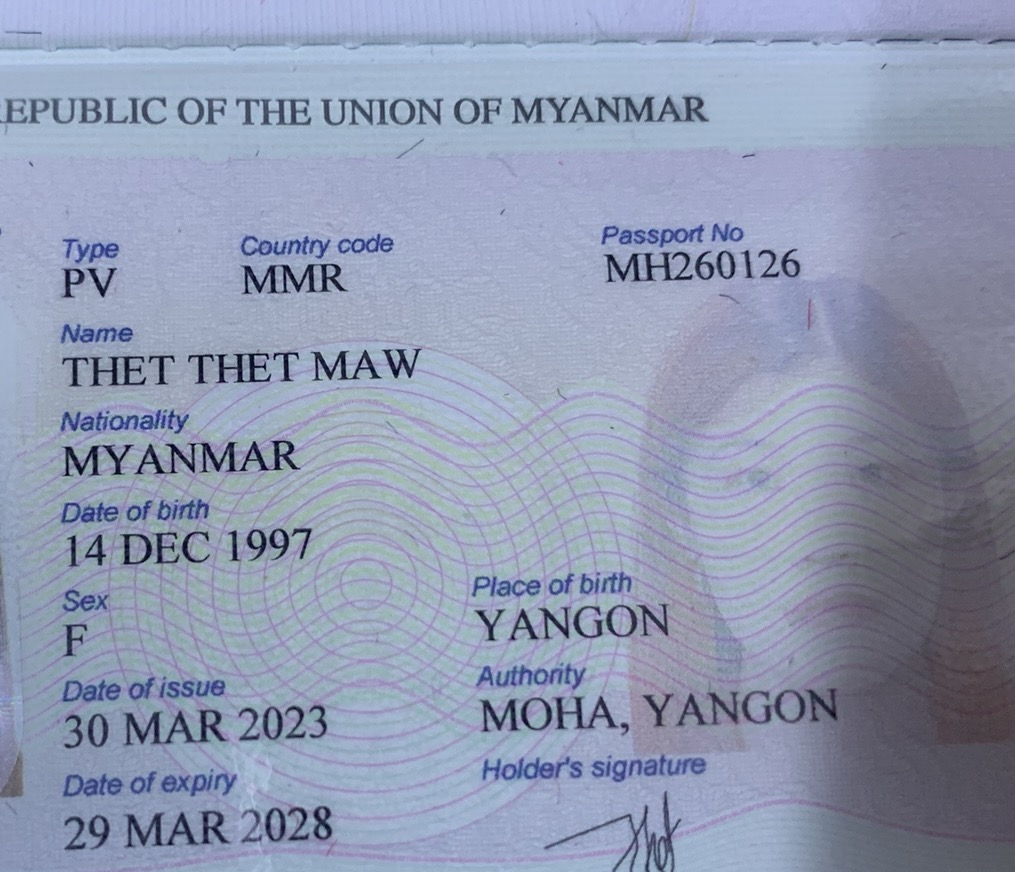 REPUBLIC OF THE UNION OF MYANMAR
Type Country code Passport No
PV MMR MH260126
Name
THET THET MAW
Nationality
MYANMAR
Date of birth
14 DEC 1997
Sex Place of birth
F YANGON
Date of issue Authority
30 MAR 2023 MOHA, YANGON
Date of expiry Holder's signature
29 MAR 2028 Thet